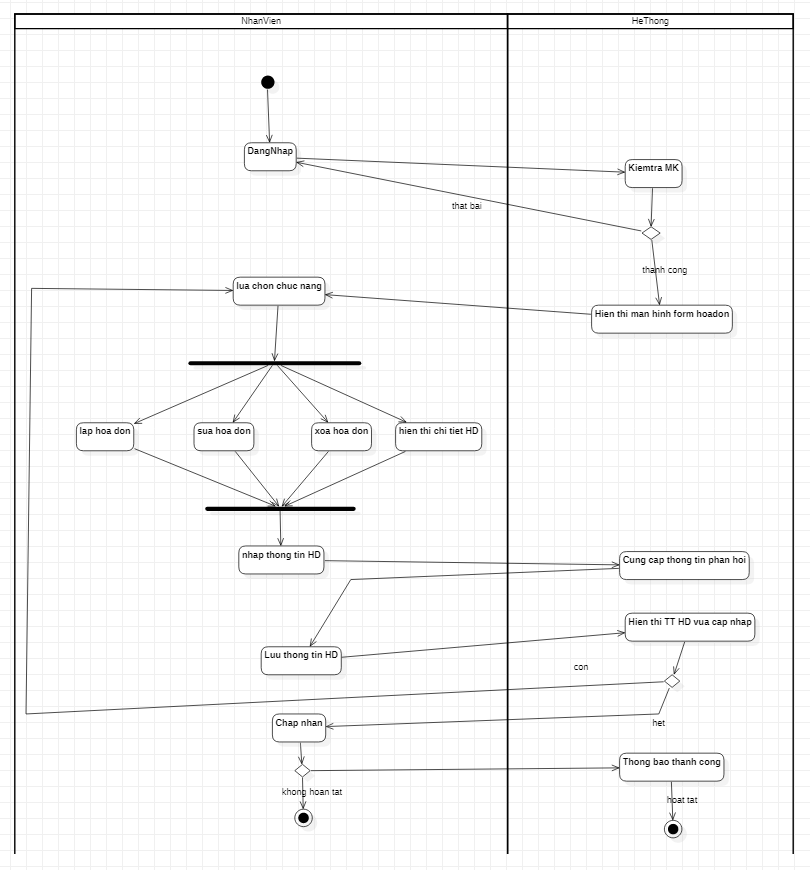 NhanVien
HeThong
DangNhap
Kiemtra MK
that bai
thanh cong
lua chon chuc nang
Hien thi man hinh form hoadon
lap hoa don
sua hoa don
xoa hoa don
hien thi chi tiet HD
nhap thong tin HD
Cung cap thong tin phan hoi
Hien thi TT HD vua cap nhap
Luu thong tin HD
con
Chap nhan
het
Thong bao thanh cong
khong hoan tat
hoat tat